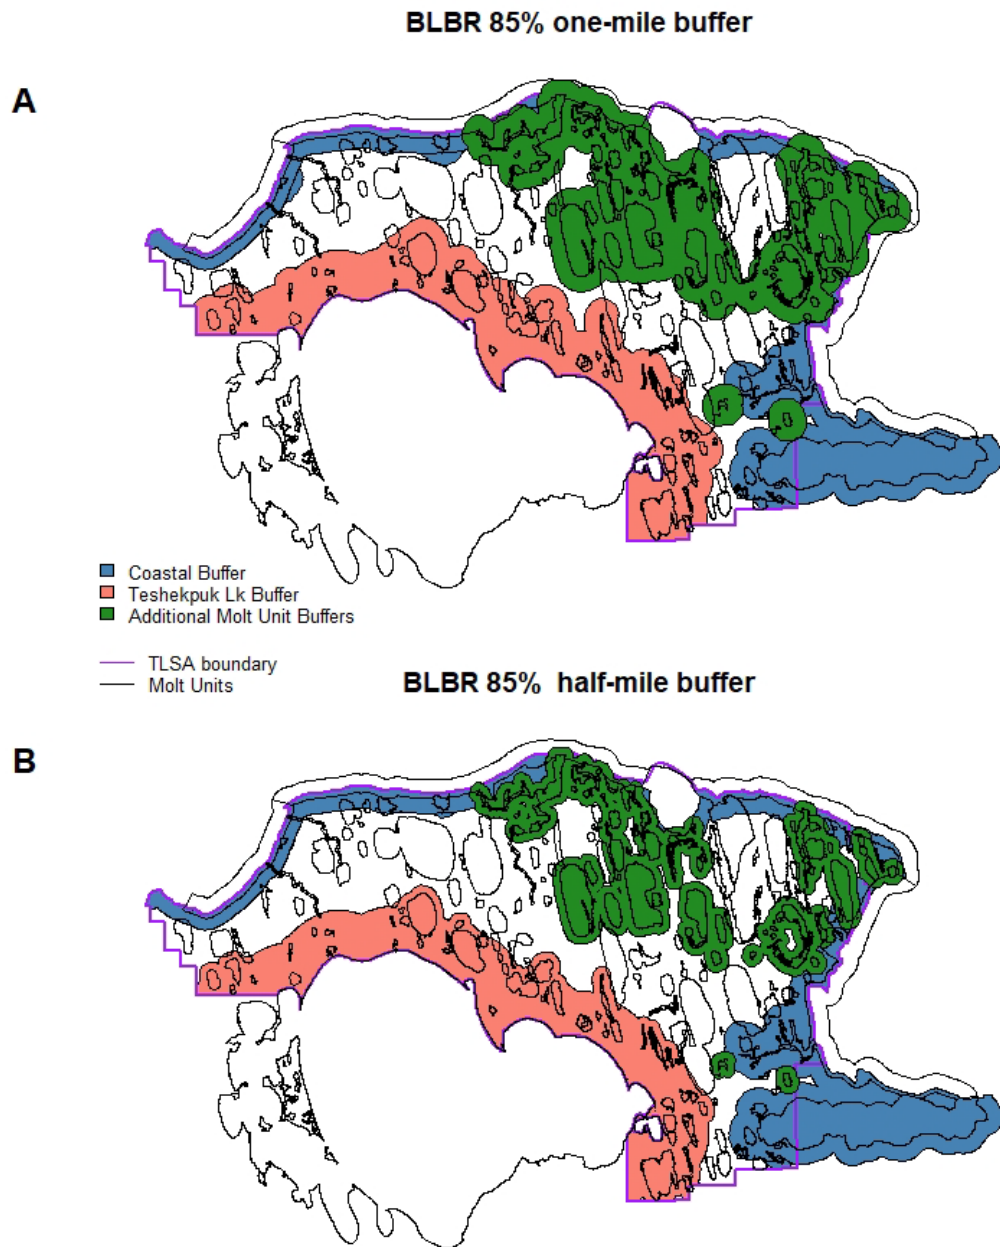 BLBR 85% one-mile buffer
A
Coastal Buffer
Teshekpuk Lk Buffer
Additional Molt Unit Buffers
TLSA boundary
Molt Units
BLBR 85% half-mile buffer
B